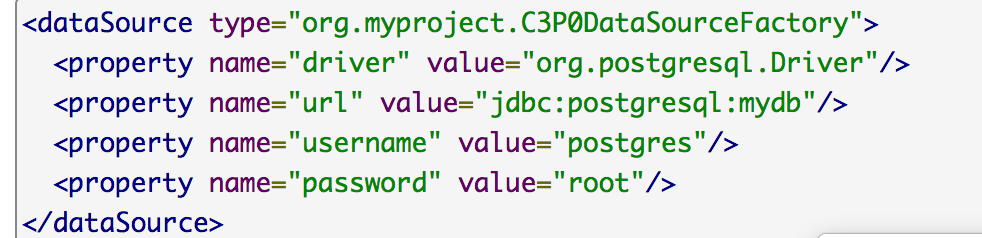 <dataSource type="org.myproject.C3P0DataSourceFactory">
  <property name="driver" value="org.postgresql.Driver"/>
  <property name="url" value="jdbc:postgresql:mydb"/>
  <property name="username" value="postgres"/>
  <property name="password" value="root"/>
</dataSource>